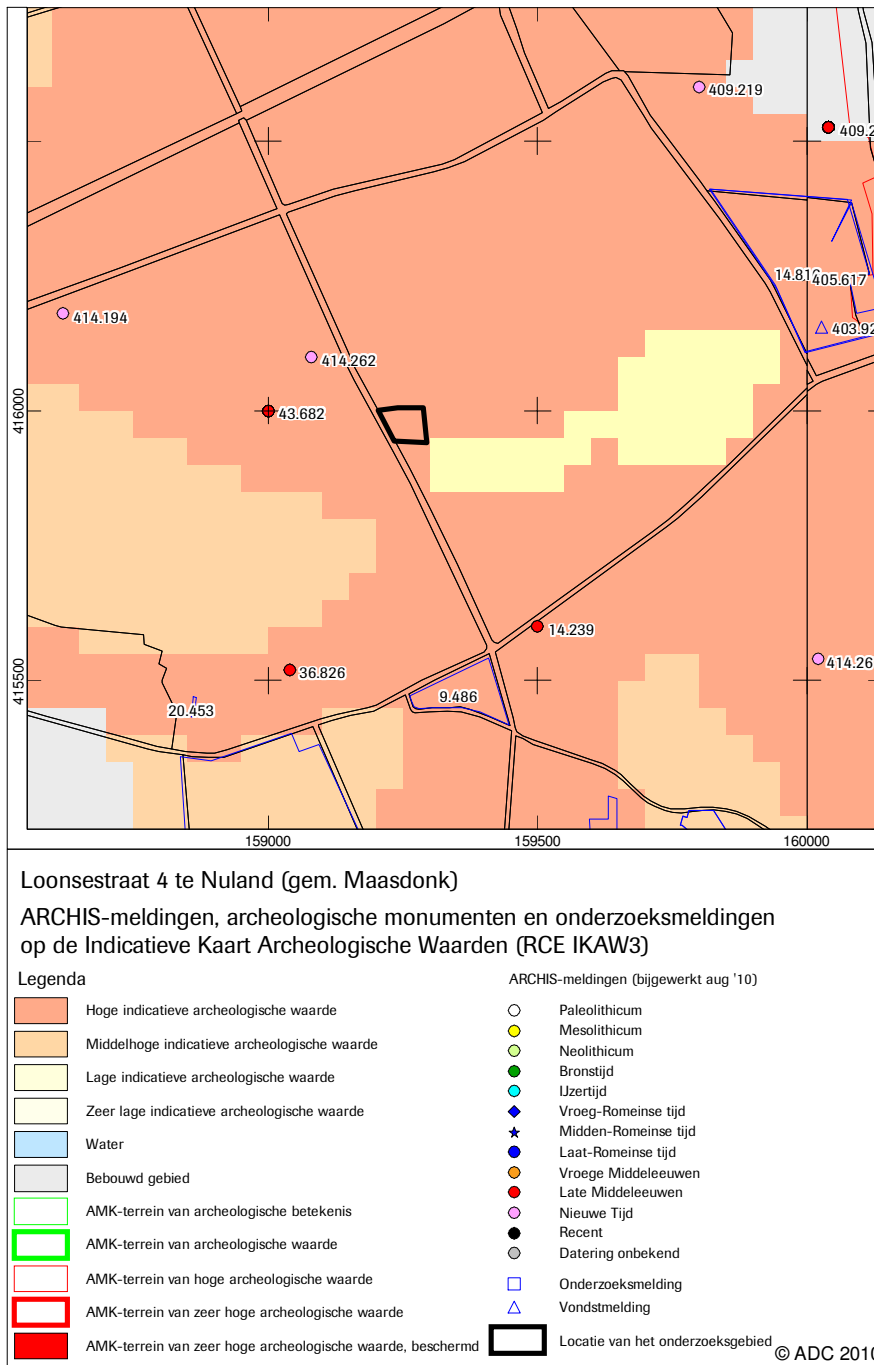 409.219
409.2
14.812
405.617
403.92
414.194
414.262
43.682
416000
14.239
414.26
36.826
9.486
20.453
415500
159000
159500
160000
Loonsestraat 4 te Nuland (gem. Maasdonk)
ARCHIS-meldingen, archeologische monumenten en onderzoeksmeldingen
op de Indicatieve Kaart Archeologische Waarden (RCE IKAW3)
Legenda
Hoge indicatieve archeologische waarde
Middelhoge indicatieve archeologische waarde
Lage indicatieve archeologische waarde
Zeer lage indicatieve archeologische waarde
Water
Bebouwd gebied
AMK-terrein van archeologische betekenis
AMK-terrein van archeologische waarde
AMK-terrein van hoge archeologische waarde
AMK-terrein van zeer hoge archeologische waarde
AMK-terrein van zeer hoge archeologische waarde, beschermd
ARCHIS-meldingen (bijgewerkt aug '10)
Paleolithicum
Mesolithicum
Neolithicum
Bronstijd
IJzertijd
Vroeg-Romeinse tijd
Midden-Romeinse tijd
Laat-Romeinse tijd
Vroege Middeleeuwen
Late Middeleeuwen
Nieuwe Tijd
Recent
Datering onbekend
Onderzoeksmelding
Vondstmelding
Locatie van het onderzoeksgebied
© ADC 2010